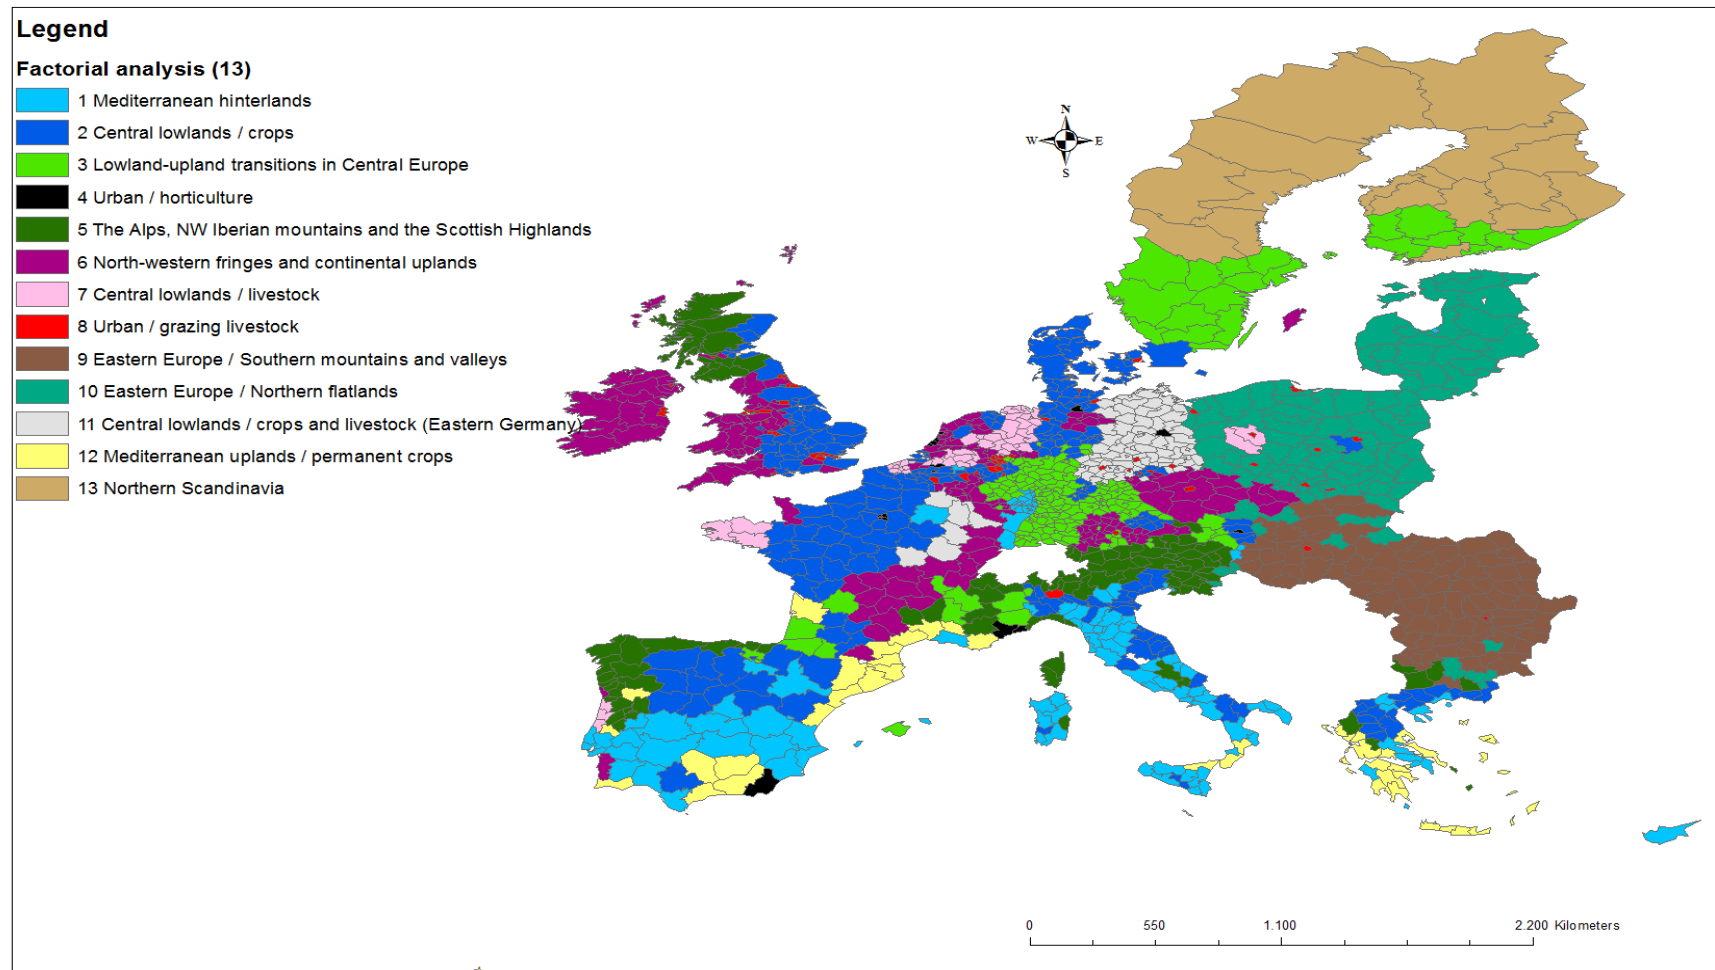 Legend
Factorial analysis (13)
1 Mediterranean hinterlands
2 Central lowlands / crops
3 Lowland-upland transitions in Central Europe
4 Urban / horticulture
5 The Alps, NW Iberian mountains and the Scottish Highlands
6 North-western fringes and continental uplands
7 Central lowlands / livestock
8 Urban / grazing livestock
9 Eastern Europe / Southern mountains and valleys
10 Eastern Europe / Northern flatlands
11 Central lowlands / crops and livestock (Eastern Germany)
12 Mediterranean uplands / permanent crops
13 Northern Scandinavia
N
W E
S
0 550 1.100 2.200 Kilometers